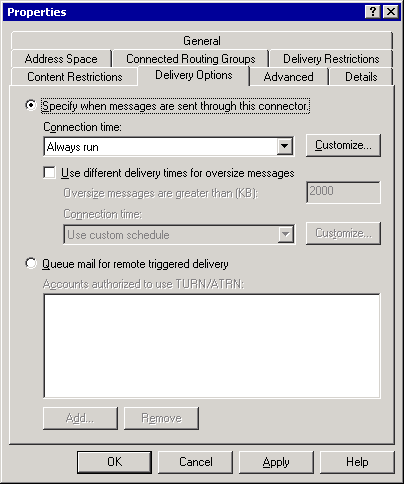 Properties
General
Address Space Connected Routing Groups Delivery Restrictions
Content Restrictions Delivery Options Advanced Details
Specify when messages are sent through this connector.
Connection time:
Always run Customize...
Use different delivery times for oversize messages
Oversize messages are greater than (KB): 2000
Connection time:
Use custom schedule Customize...
Queue mail for remote triggered delivery
Accounts authorized to use TURN/ATRN:
Add... Remove
OK Cancel Apply Help